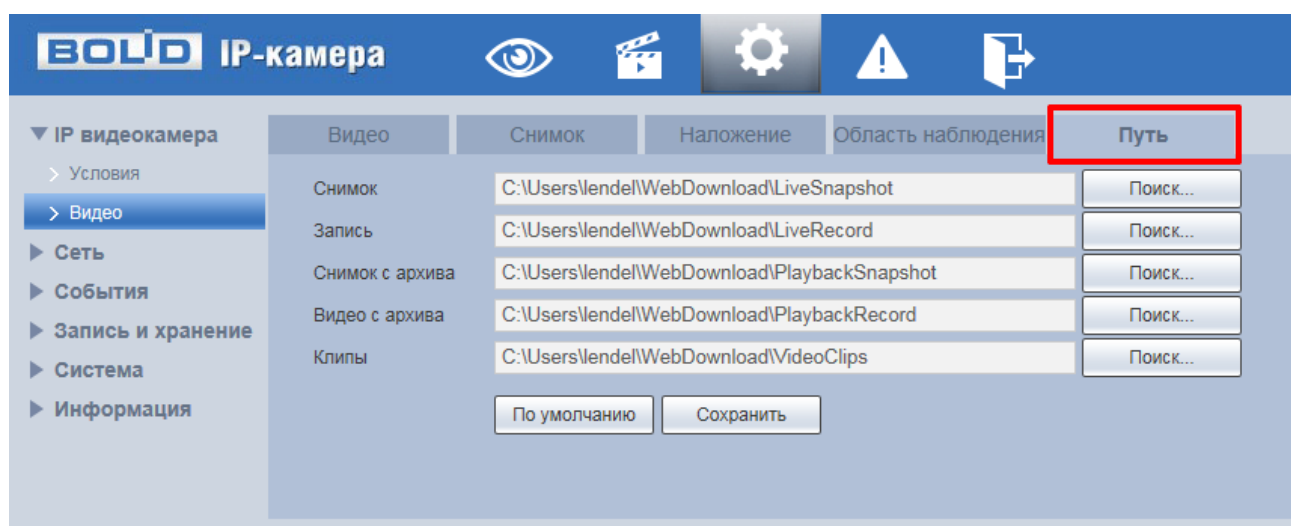 BOLID IP-камера
IP видеокамера
Условия
Видео
Сеть
События
Запись и хранение
Система
Информация
Видео Снимок Наложение Область наблюдения Путь
Снимок C:\Users\lendel\WebDownload\LiveSnapshot Поиск...
Запись C:\Users\lendel\WebDownload\LiveRecord Поиск...
Снимок с архива C:\Users\lendel\WebDownload\PlaybackSnapshot Поиск...
Видео с архива C:\Users\lendel\WebDownload\PlaybackRecord Поиск...
Клипы C:\Users\lendel\WebDownload\VideoClips Поиск...
По умолчанию Сохранить